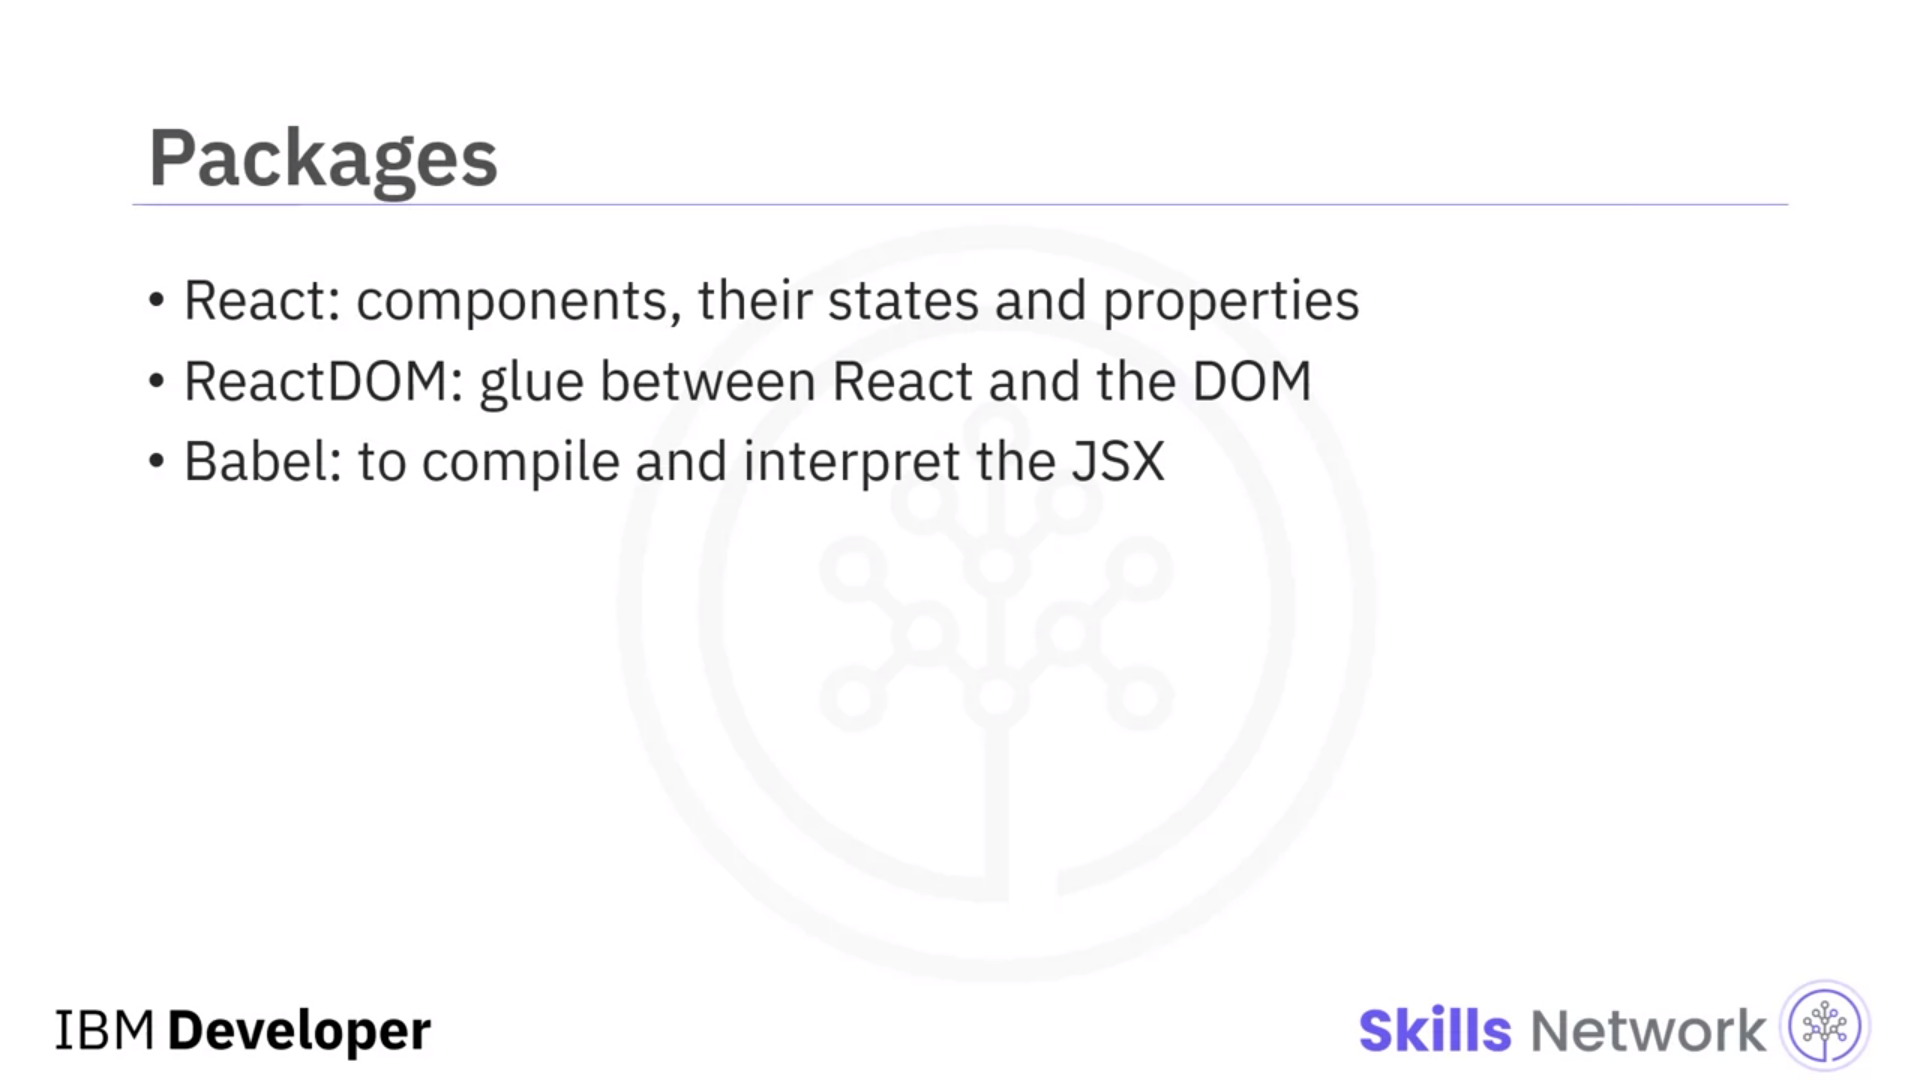 Packages
• React: components, their states and properties
• ReactDOM: glue between React and the DOM
• Babel: to compile and interpret the JSX
IBM Developer
Skills Network